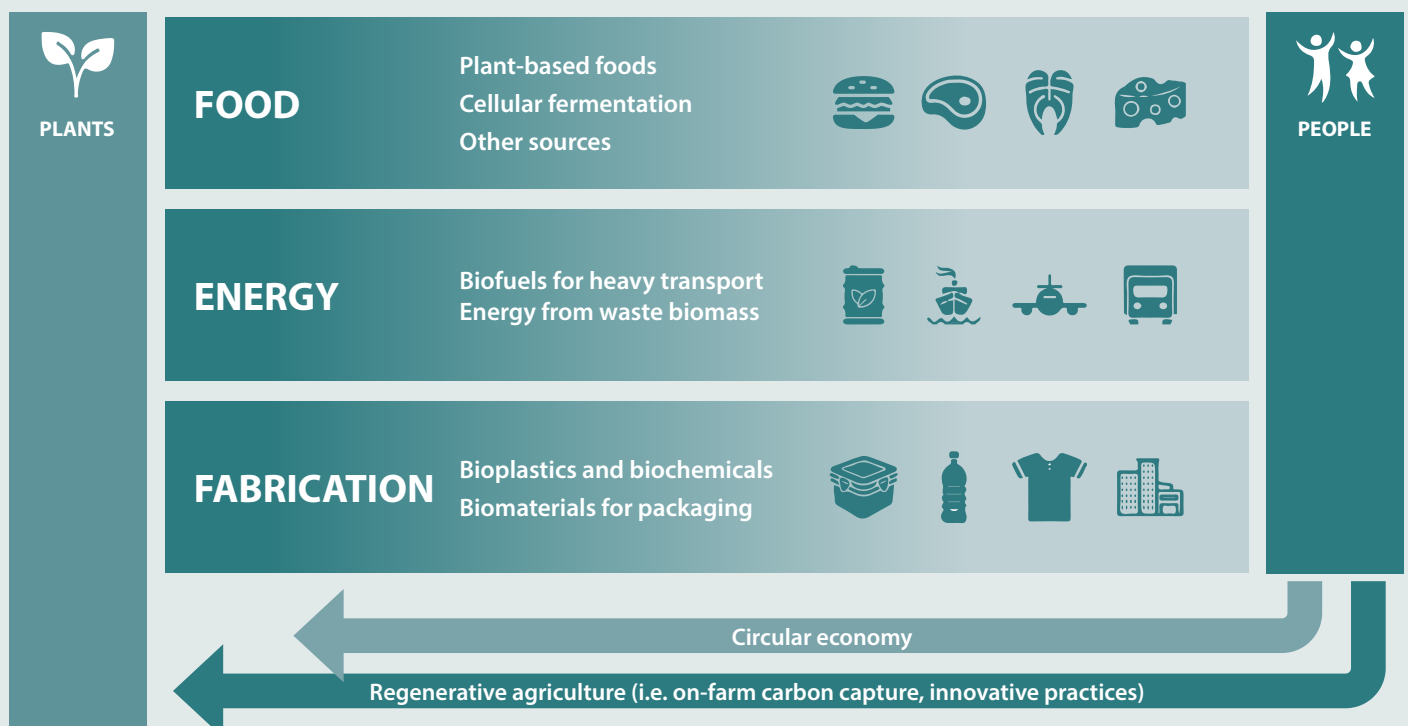 PLANTS
FOOD
Plant-based foods
Cellular fermentation
Other sources
PEOPLE
ENERGY
Biofuels for heavy transport
Energy from waste biomass
FABRICATION
Bioplastics and biochemicals
Biomaterials for packaging
Circular economy
Regenerative agriculture (i.e. on-farm carbon capture, innovative practices)